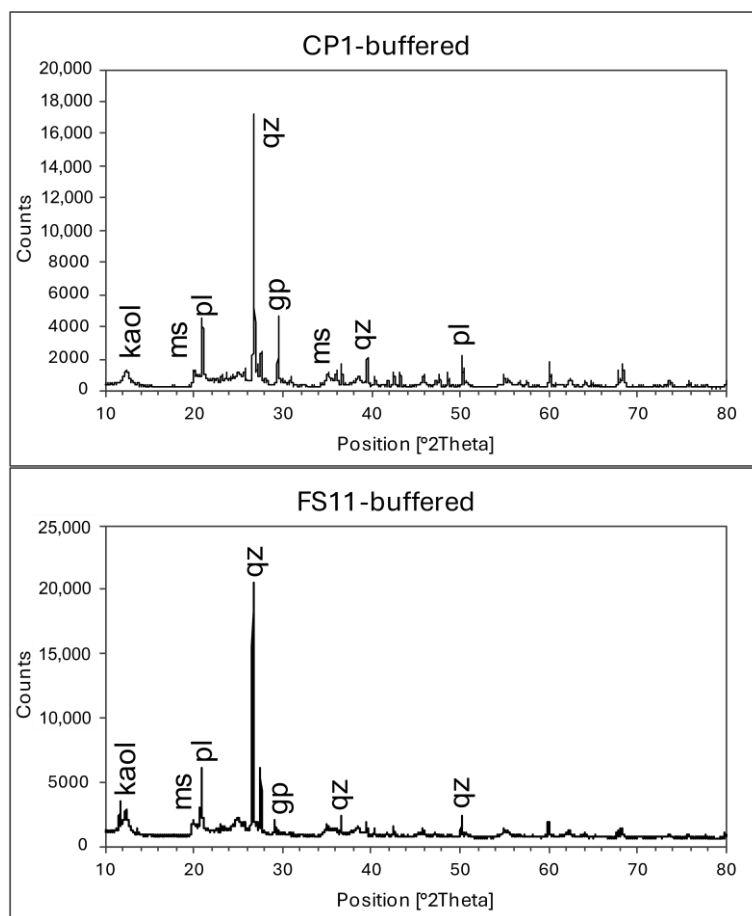 CP1-buffered
20,000
18,000
16,000
14,000
12,000
10,000
8000
6000
4000
2000
0
Counts
kaol
ms
pl
qz
gp
ms
qz
pl
10 20 30 40 50 60 70 80
Position [°2Theta]
FS11-buffered
25,000
20,000
15,000
10,000
5000
0
Counts
kaol
ms
pl
qz
gp
qz
qz
10 20 30 40 50 60 70 80
Position [°2Theta]